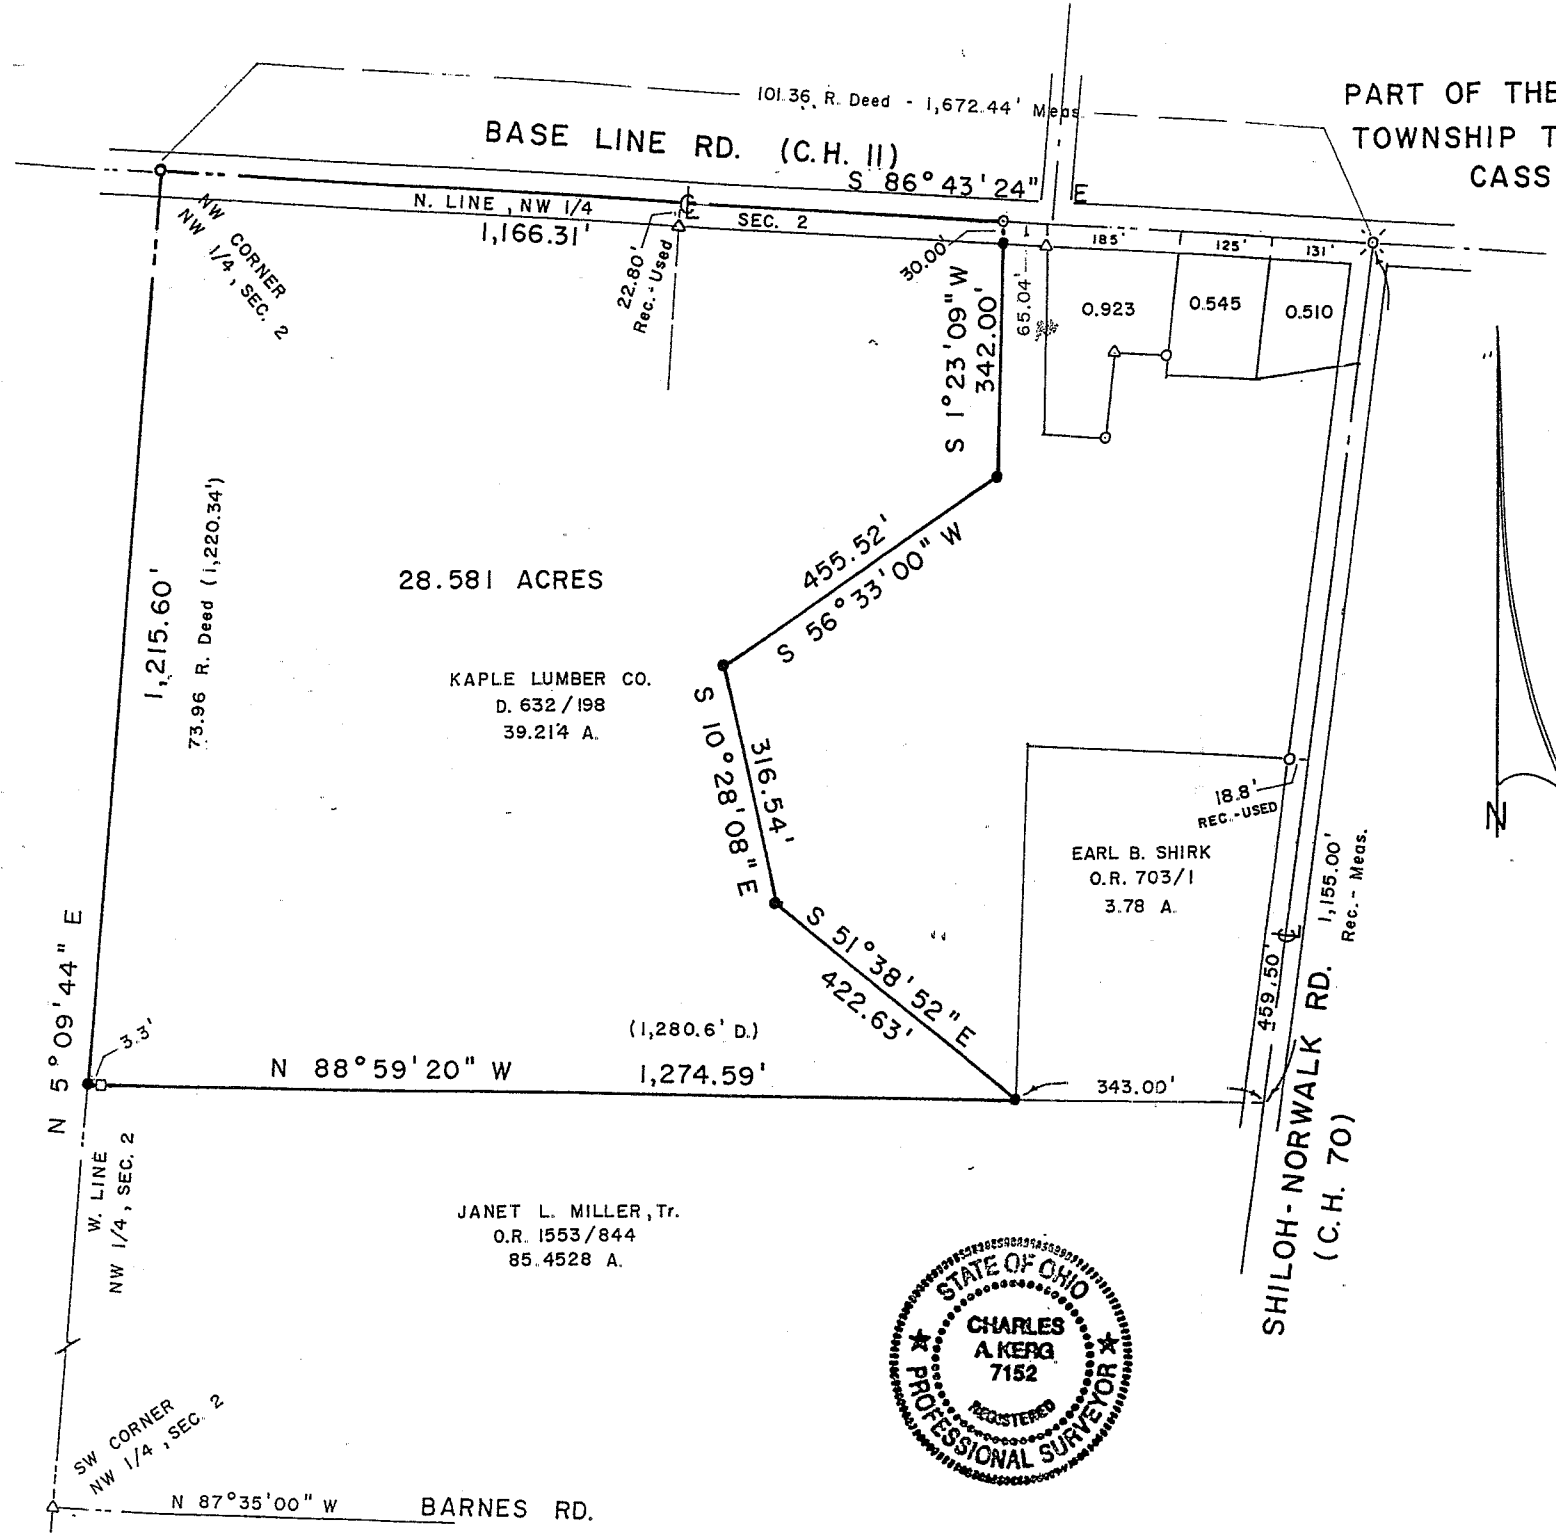 101.36 R. Deed - 1,672.44' Meas.
PART OF THE
TOWNSHIP T
CASS
BASE LINE RD. (C.H. 11)
S 86°43'24" E
N. LINE, NW 1/4 SEC. 2
1,166.31'
NW CORNER
NW 1/4, SEC. 2
22.80'
Rec.-Used
30.00'
65.04'
185'
125'
131'
0.923
0.545
0.510
S 1°23'09" W
342.00'
455.52'
S 56°33'00" W
1,215.60'
73.96 R. Deed (1,220.34')
28.581 ACRES
KAPLE LUMBER CO.
D. 632/198
39.214 A.
S 10°28'08" E
316.54'
18.8'
REC.-USED
N
EARL B. SHIRK
O.R. 703/1
3.78 A.
1,155.00'
Rec.- Meas.
℄
℄
459.50'
S 51°38'52" E
422.63'
N 5°09'44" E
3.3'
(1,280.6' D.)
N 88°59'20" W 1,274.59'
343.00'
SHILOH-NORWALK RD.
(C.H. 70)
W. LINE
NW 1/4, SEC. 2
JANET L. MILLER, Tr.
O.R. 1553/844
85.4528 A.
STATE OF OHIO
CHARLES
A. KERG
7152
REGISTERED
PROFESSIONAL SURVEYOR
SW CORNER
NW 1/4, SEC. 2
N 87°35'00" W BARNES RD.